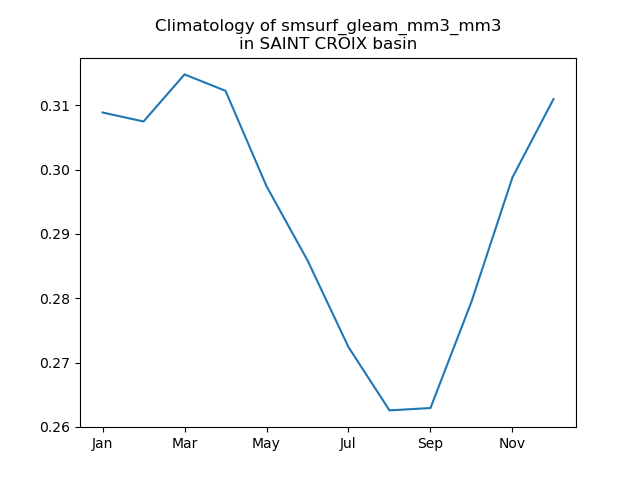 Climatology of smsurf_gleam_mm3_mm3
in SAINT CROIX basin
0.31
0.30
0.29
0.28
0.27
0.26
Jan Mar May Jul Sep Nov